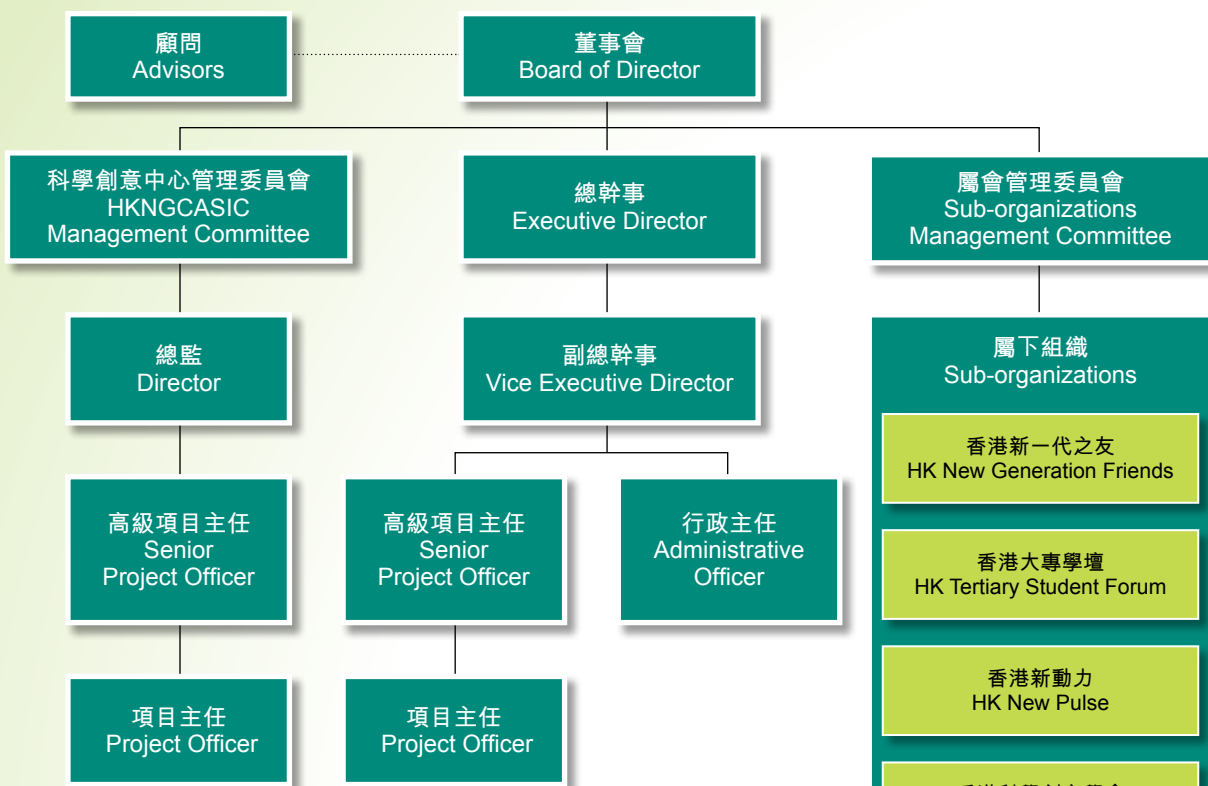 顧問
Advisors
董事會
Board of Director
科學創意中心管理委員會
HKNGCASIC
Management Committee
總幹事
Executive Director
屬會管理委員會
Sub-organizations
Management Committee
總監
Director
副總幹事
Vice Executive Director
屬下組織
Sub-organizations
香港新一代之友
HK New Generation Friends
高級項目主任
Senior
Project Officer
高級項目主任
Senior
Project Officer
行政主任
Administrative
Officer
香港大專學壇
HK Tertiary Student Forum
香港新動力
HK New Pulse
項目主任
Project Officer
項目主任
Project Officer